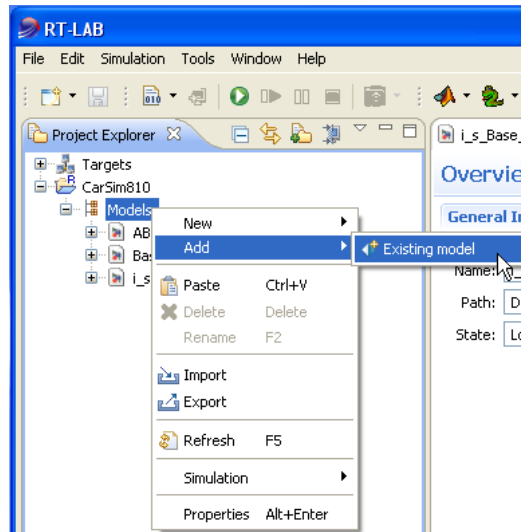 RT-LAB
File Edit Simulation Tools Window Help
010
Project Explorer
i_s_Base_
Targets
Overvie
CarSim810
Models
General I
New
AB
Add
Existing model
Ba
Name:
i_s
Paste Ctrl+V
Path: D
Delete Delete
Rename F2
State: Lo
Import
Export
Refresh F5
Simulation
Properties Alt+Enter